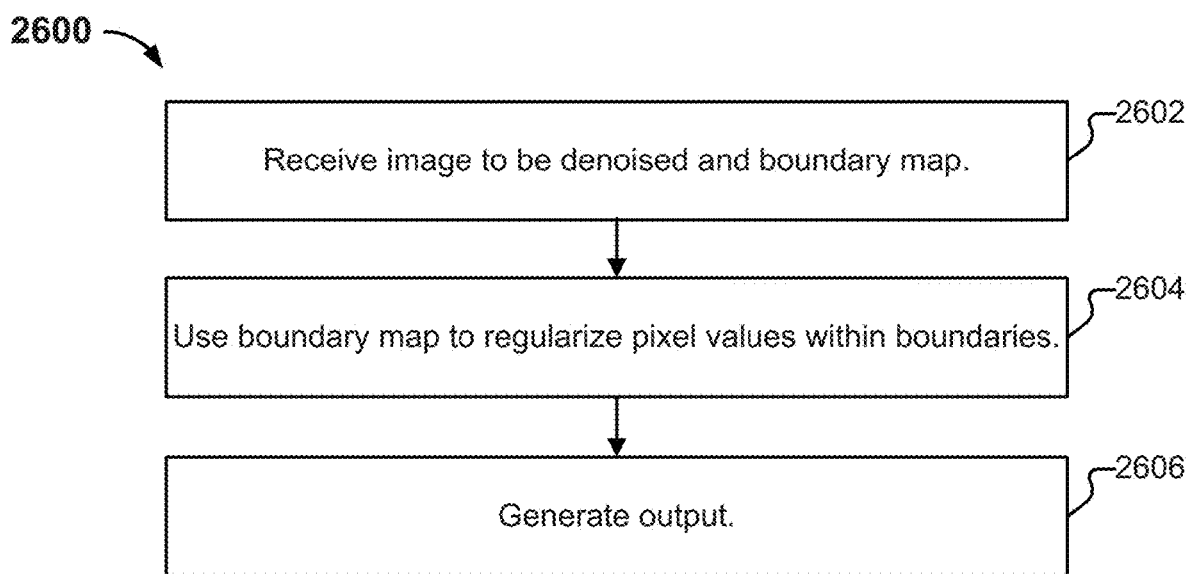 2600
2602
Receive image to be denoised and boundary map.
2604
Use boundary map to regularize pixel values within boundaries.
2606
Generate output.